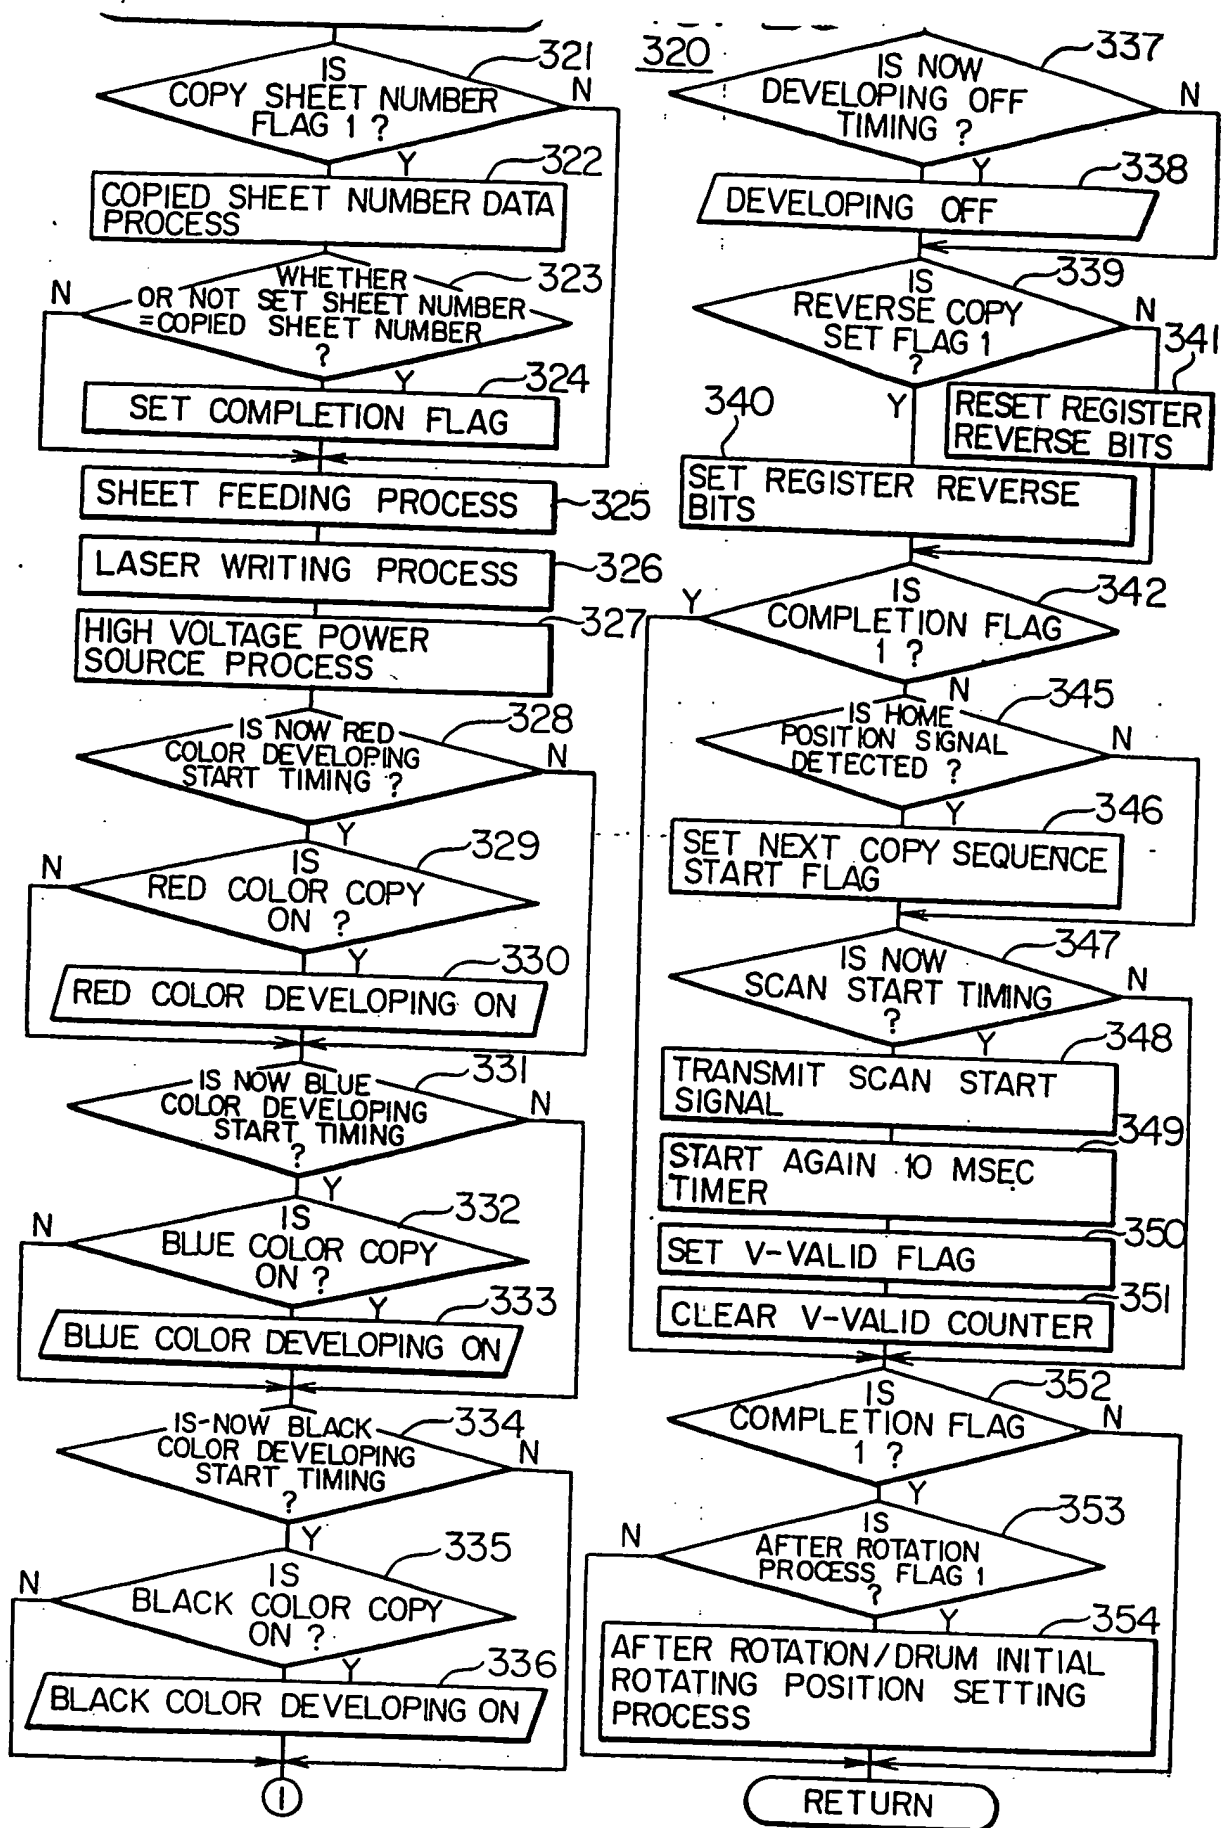 321
IS
COPY SHEET NUMBER
FLAG 1 ?
N
Y
322
COPIED SHEET NUMBER DATA
PROCESS
323
WHETHER
OR NOT SET SHEET NUMBER
=COPIED SHEET NUMBER
?
N
Y
324
SET COMPLETION FLAG
SHEET FEEDING PROCESS
325
LASER WRITING PROCESS
326
327
HIGH VOLTAGE POWER
SOURCE PROCESS
328
IS NOW RED
COLOR DEVELOPING
START TIMING ?
N
Y
329
IS
RED COLOR COPY
ON ?
N
Y
330
RED COLOR DEVELOPING ON
331
IS NOW BLUE
COLOR DEVELOPING
START TIMING
?
N
Y
332
IS
BLUE COLOR COPY
ON ?
N
Y
333
BLUE COLOR DEVELOPING ON
334
IS-NOW BLACK
COLOR DEVELOPING
START TIMING
?
N
Y
335
IS
BLACK COLOR COPY
ON ?
N
Y
336
BLACK COLOR DEVELOPING ON
1
320
337
IS NOW
DEVELOPING OFF
TIMING ?
N
Y
338
DEVELOPING OFF
339
IS
REVERSE COPY
SET FLAG 1
?
N
Y
341
RESET REGISTER
REVERSE BITS
340
SET REGISTER REVERSE
BITS
342
IS
COMPLETION FLAG
1 ?
Y
N
345
IS HOME
POSITION SIGNAL
DETECTED ?
N
Y
346
SET NEXT COPY SEQUENCE
START FLAG
347
IS NOW
SCAN START TIMING
?
N
Y
348
TRANSMIT SCAN START
SIGNAL
349
START AGAIN 10 MSEC
TIMER
350
SET V-VALID FLAG
351
CLEAR V-VALID COUNTER
352
IS
COMPLETION FLAG
1 ?
N
Y
353
IS
AFTER ROTATION
PROCESS FLAG 1
?
N
Y
354
AFTER ROTATION/DRUM INITIAL
ROTATING POSITION SETTING
PROCESS
RETURN